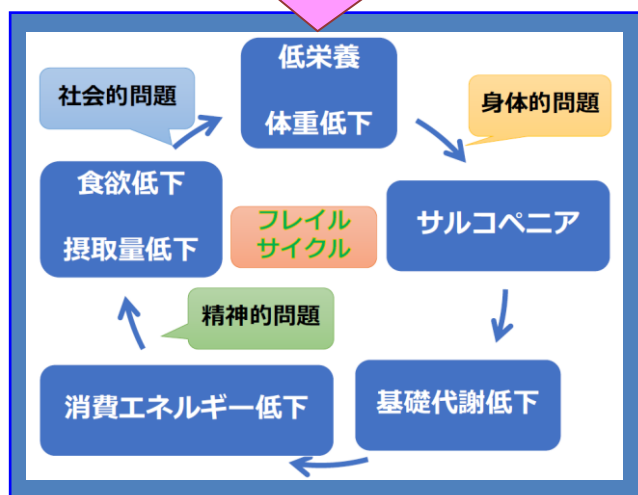 低栄養
体重低下
社会的問題
身体的問題
食欲低下
摂取量低下
フレイル
サイクル
サルコペニア
精神的問題
消費エネルギー低下
基礎代謝低下